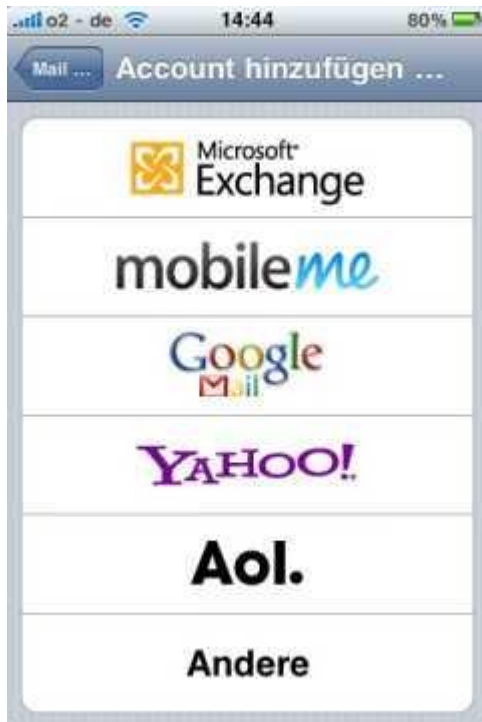 o2 - de 14:44 80%
Mail ... Account hinzufügen ...
Microsoft
Exchange
mobileme
Google
Mail
YAHOO!
Aol.
Andere